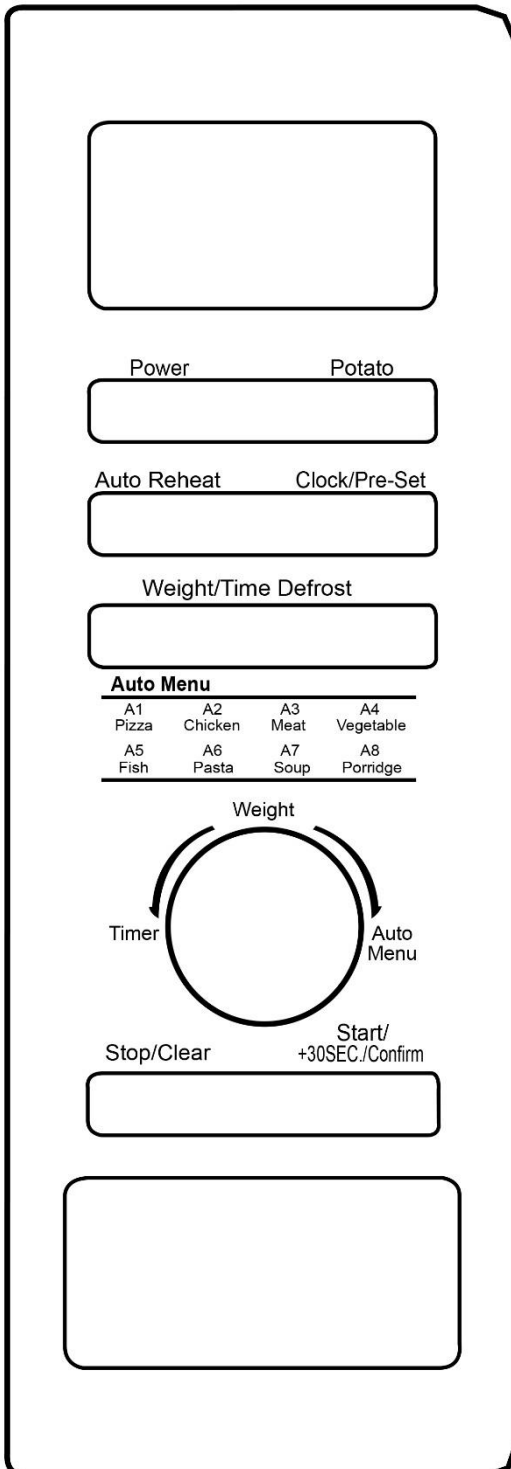 Power Potato
Auto Reheat Clock/Pre-Set
Weight/Time Defrost
Auto Menu
A1 A2 A3 A4
Pizza Chicken Meat Vegetable
A5 A6 A7 A8
Fish Pasta Soup Porridge
Weight
Timer
Auto
Menu
Stop/Clear
Start/
+30SEC./Confirm